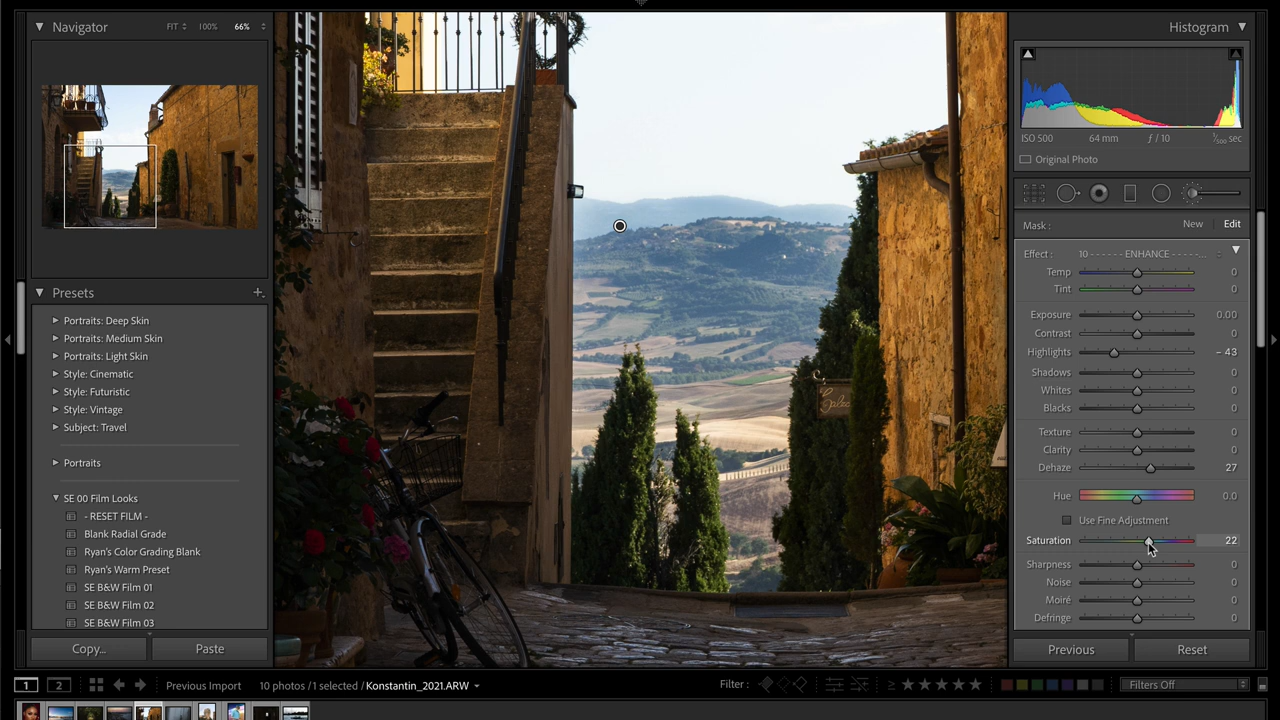 Navigator FIT 100% 66%
Histogram
ISO 500 64 mm ƒ / 10 1/500 sec
Original Photo
Mask : New Edit
Effect : 10 - - - - - - ENHANCE - - - - - -...
Temp 0
Tint 0
Exposure 0.00
Contrast 0
Highlights – 43
Shadows 0
Whites 0
Blacks 0
Texture 0
Clarity 0
Dehaze 27
Hue 0.0
Use Fine Adjustment
Saturation 22
Sharpness 0
Noise 0
Moiré 0
Defringe 0
Previous Reset
Presets
Portraits: Deep Skin
Portraits: Medium Skin
Portraits: Light Skin
Style: Cinematic
Style: Futuristic
Style: Vintage
Subject: Travel
Portraits
SE 00 Film Looks
- RESET FILM -
Blank Radial Grade
Ryan's Color Grading Blank
Ryan's Warm Preset
SE B&W Film 01
SE B&W Film 02
SE B&W Film 03
Copy... Paste
1 2 Previous Import 10 photos / 1 selected / Konstantin_2021.ARW Filter : ≥ ★ ★ ★ ★ ★ Filters Off